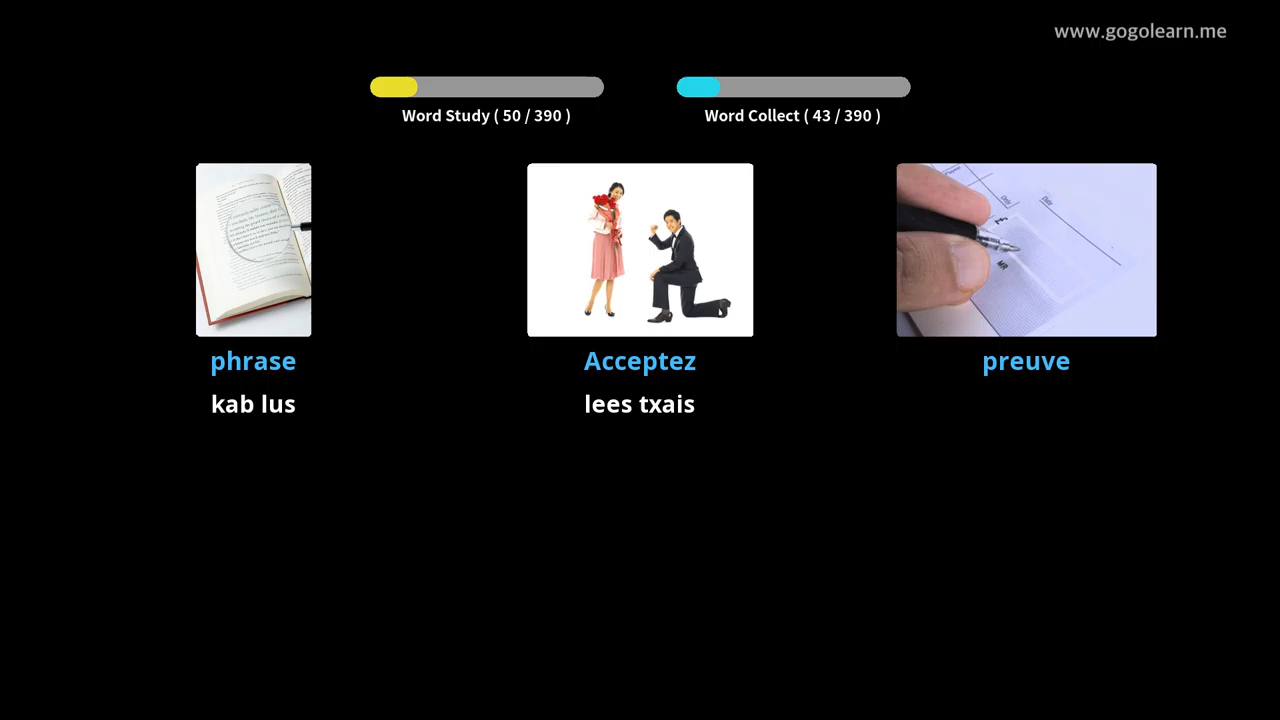 www.gogolearn.me
Word Study ( 50 / 390 )
Word Collect ( 43 / 390 )
phrase
Acceptez
preuve
kab lus
lees txais